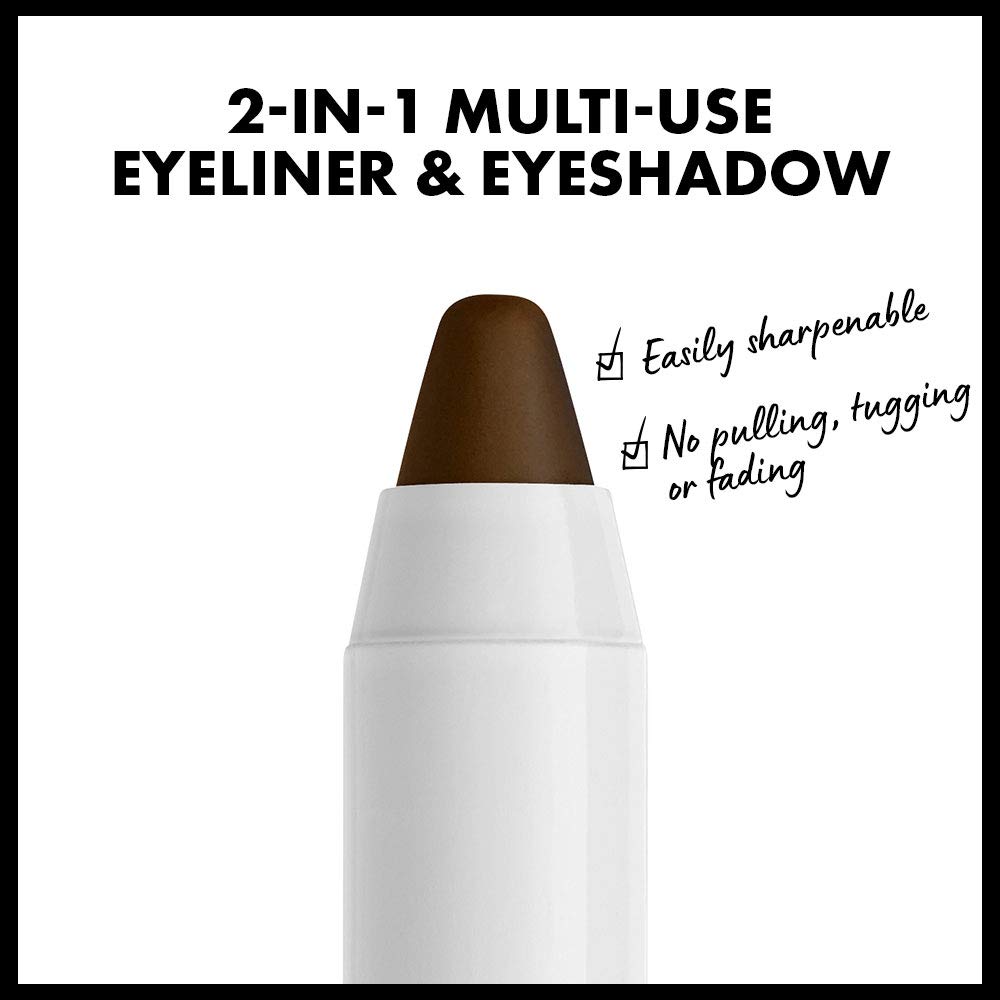 2-IN-1 MULTI-USE
EYELINER & EYESHADOW
Easily sharpenable
No pulling, tugging
or fading